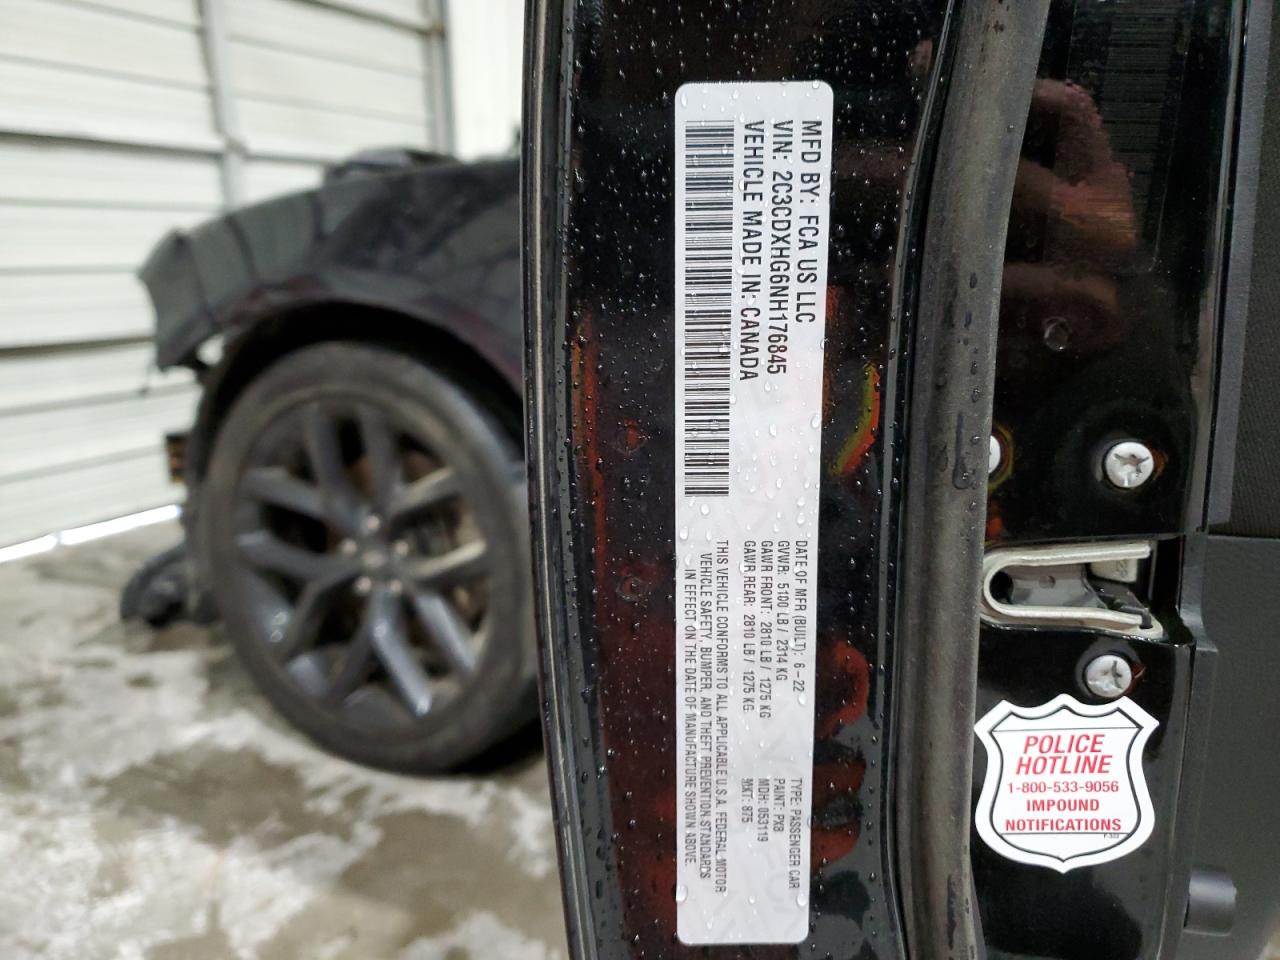 MFD BY: FCA US LLC
VIN: 2C3CDXHG6NH176845
VEHICLE MADE IN: CANADA
DATE OF MFR (BUILT): 6-22
GVWR: 5100 LB / 2314 KG
GAWR FRONT: 2810 LB / 1275 KG
GAWR REAR: 2810 LB / 1275 KG
THIS VEHICLE CONFORMS TO ALL APPLICABLE U.S.A. FEDERAL MOTOR
VEHICLE SAFETY, BUMPER, AND THEFT PREVENTION STANDARDS
IN EFFECT ON THE DATE OF MANUFACTURE SHOWN ABOVE.
TYPE: PASSENGER CAR
PAINT: PX8
MDH: 053119
MKT: 875
POLICE
HOTLINE
1-800-533-9056
IMPOUND
NOTIFICATIONS